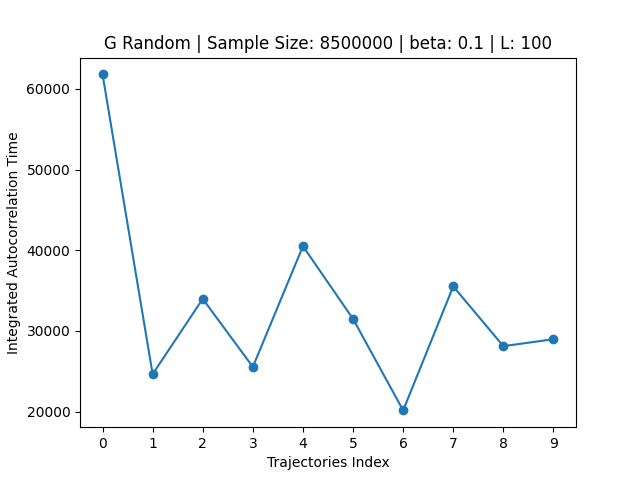 G Random | Sample Size: 8500000 | beta: 0.1 | L: 100
Integrated Autocorrelation Time
60000
50000
40000
30000
20000
0 1 2 3 4 5 6 7 8 9
Trajectories Index